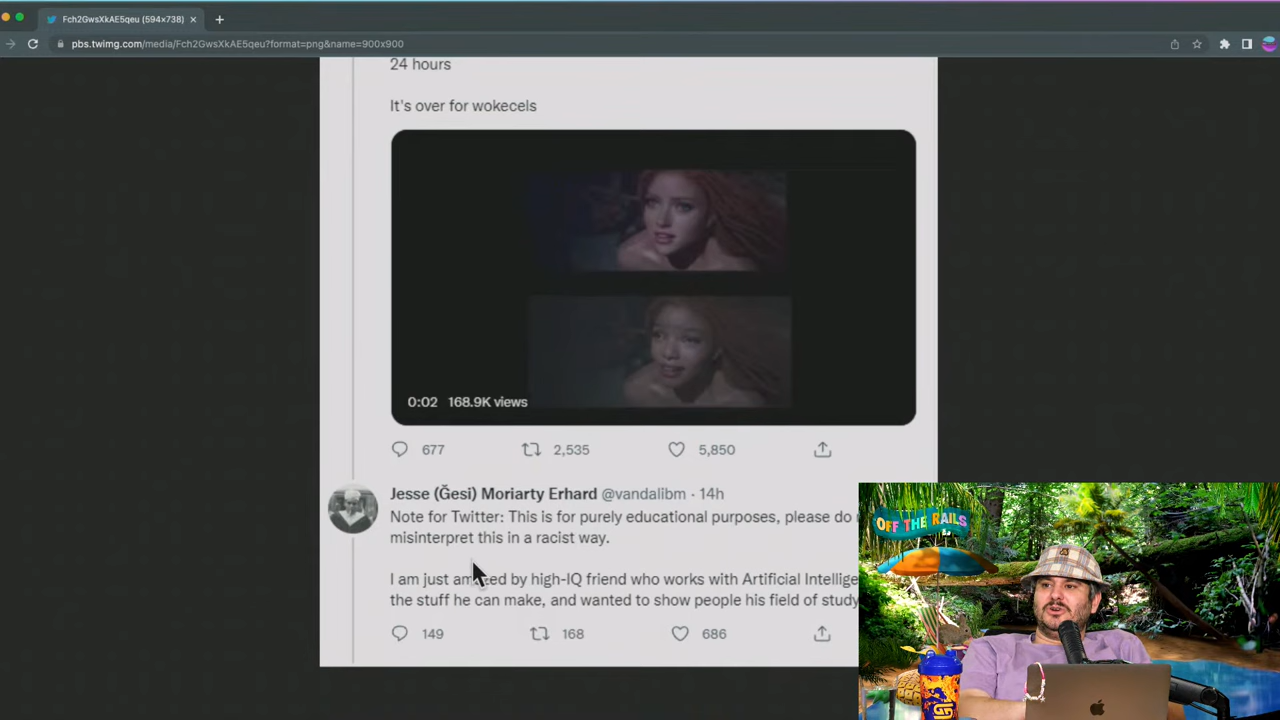 Fch2GwsXkAE5qeu (594×738)
pbs.twimg.com/media/Fch2GwsXkAE5qeu?format=png&name=900x900
24 hours
It's over for wokecels
0:02 168.9K views
677 2,535 5,850
Jesse (Ğesi) Moriarty Erhard @vandalibm · 14h
Note for Twitter: This is for purely educational purposes, please do
misinterpret this in a racist way.
I am just am ed by high-IQ friend who works with Artificial Intellige
the stuff he can make, and wanted to show people his field of study
149 168 686
OFF THE RAILS